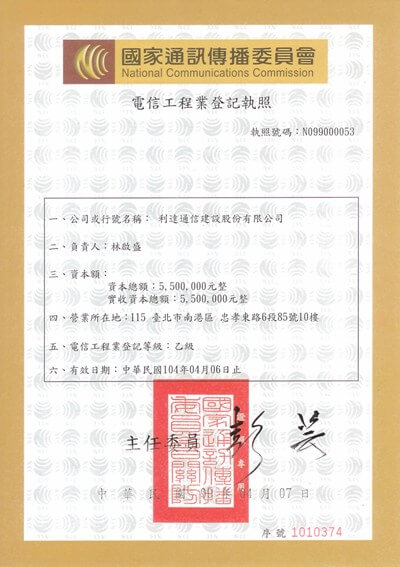 國家通訊傳播委員會
National Communications Commission
電信工程業登記執照
執照號碼：N099000053
一、公司或行號名稱： 利達通信建設股份有限公司
二、負責人：林啟盛
三、資本額：
資本總額：5,500,000元整
實收資本總額：5,500,000元整
四、營業所在地：115 臺北市南港區 忠孝東路6段85號10樓
五、電信工程業登記等級：乙級
六、有效日期：中華民國104年04月06日止
主任委員 彭芸
中華民國99年04月07日
序號 1010374